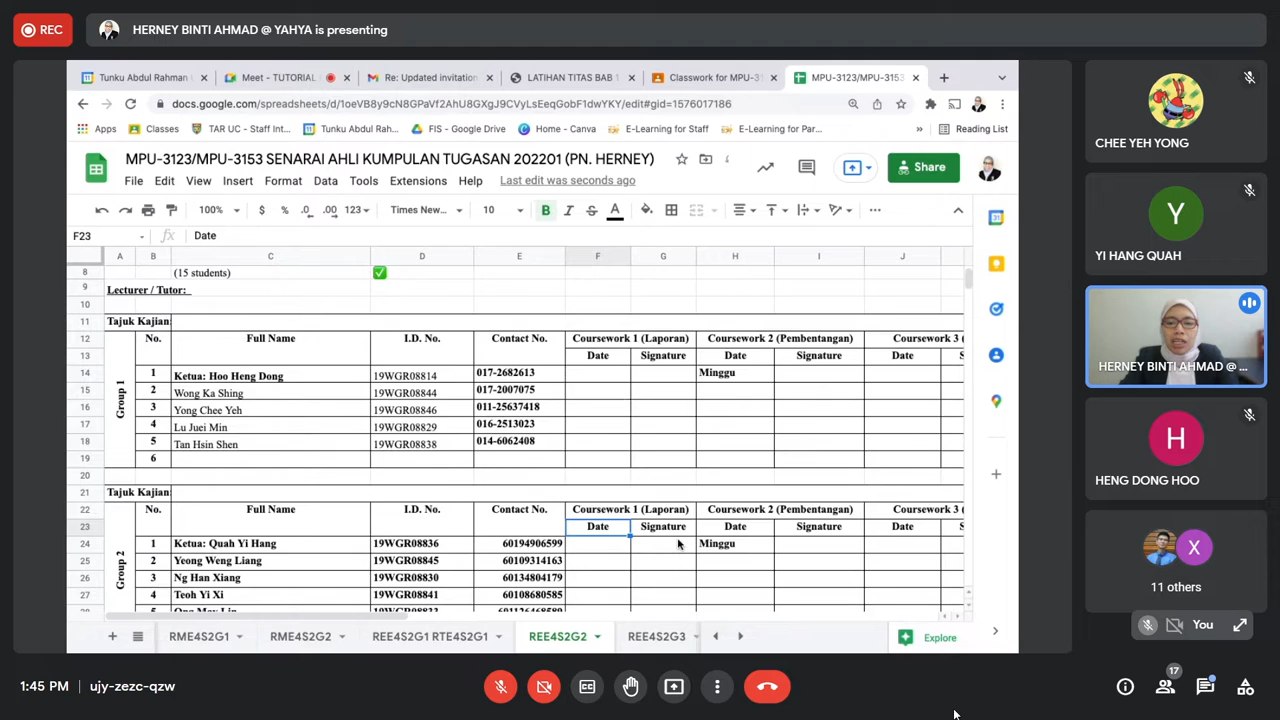 REC
HERNEY BINTI AHMAD @ YAHYA is presenting
Tunku Abdul Rahman Meet - TUTORIAL Re: Updated invitation LATIHAN TITAS BAB 1 Classwork for MPU-31 MPU-3123/MPU-3153
docs.google.com/spreadsheets/d/1oeVB8y9cN8GPaVf2AhU8GXgJ9CVyLsEeqGobF1dwYKY/edit#gid=1576017186
Apps Classes TAR UC - Staff Int... Tunku Abdul Rah... FIS - Google Drive Home - Canva E-Learning for Staff E-Learning for Par... » Reading List
MPU-3123/MPU-3153 SENARAI AHLI KUMPULAN TUGASAN 202201 (PN. HERNEY)
Share
File Edit View Insert Format Data Tools Extensions Help Last edit was seconds ago
100% $ % .0 .00 123 Times New... 10 B I S A
F23 fx Date
A B C D E F G H I J
8 (15 students)
9 Lecturer / Tutor:
10
11 Tajuk Kajian:
12 No. Full Name I.D. No. Contact No. Coursework 1 (Laporan) Coursework 2 (Pembentangan) Coursework 3 (
13 Date Signature Date Signature Date S
Group 1
14 1 Ketua: Hoo Heng Dong 19WGR08814 017-2682613 Minggu
15 2 Wong Ka Shing 19WGR08844 017-2007075
16 3 Yong Chee Yeh 19WGR08846 011-25637418
17 4 Lu Juei Min 19WGR08829 016-2513023
18 5 Tan Hsin Shen 19WGR08838 014-6062408
19 6
20
21 Tajuk Kajian:
22 No. Full Name I.D. No. Contact No. Coursework 1 (Laporan) Coursework 2 (Pembentangan) Coursework 3 (
23 Date Signature Date Signature Date S
Group 2
24 1 Ketua: Quah Yi Hang 19WGR08836 60194906599 Minggu
25 2 Yeong Weng Liang 19WGR08845 60109314163
26 3 Ng Han Xiang 19WGR08830 60134804179
27 4 Teoh Yi Xi 19WGR08841 60108680585
5 Ong May Lin
RME4S2G1 RME4S2G2 REE4S2G1 RTE4S1G1 REE4S2G2 REE4S2G3 Explore
CHEE YEH YONG
Y
YI HANG QUAH
HERNEY BINTI AHMAD @ ...
H
HENG DONG HOO
X
11 others
You
1:45 PM ujy-zezc-qzw
17